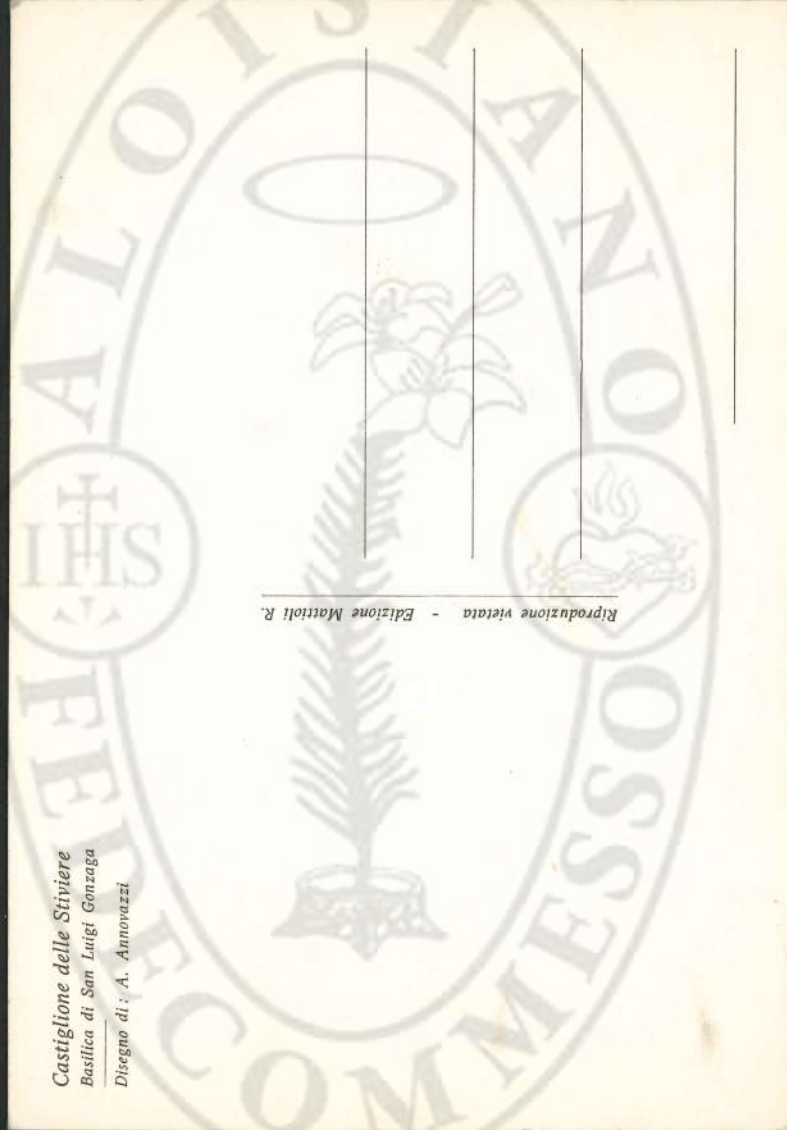 Castiglione delle Stiviere
Basilica di San Luigi Gonzaga
Disegno di: A. Annovazzi
Riproduzione vietata - Edizione Mattioli R.
ALOISIANO
FEDECOMMESSO
IHS